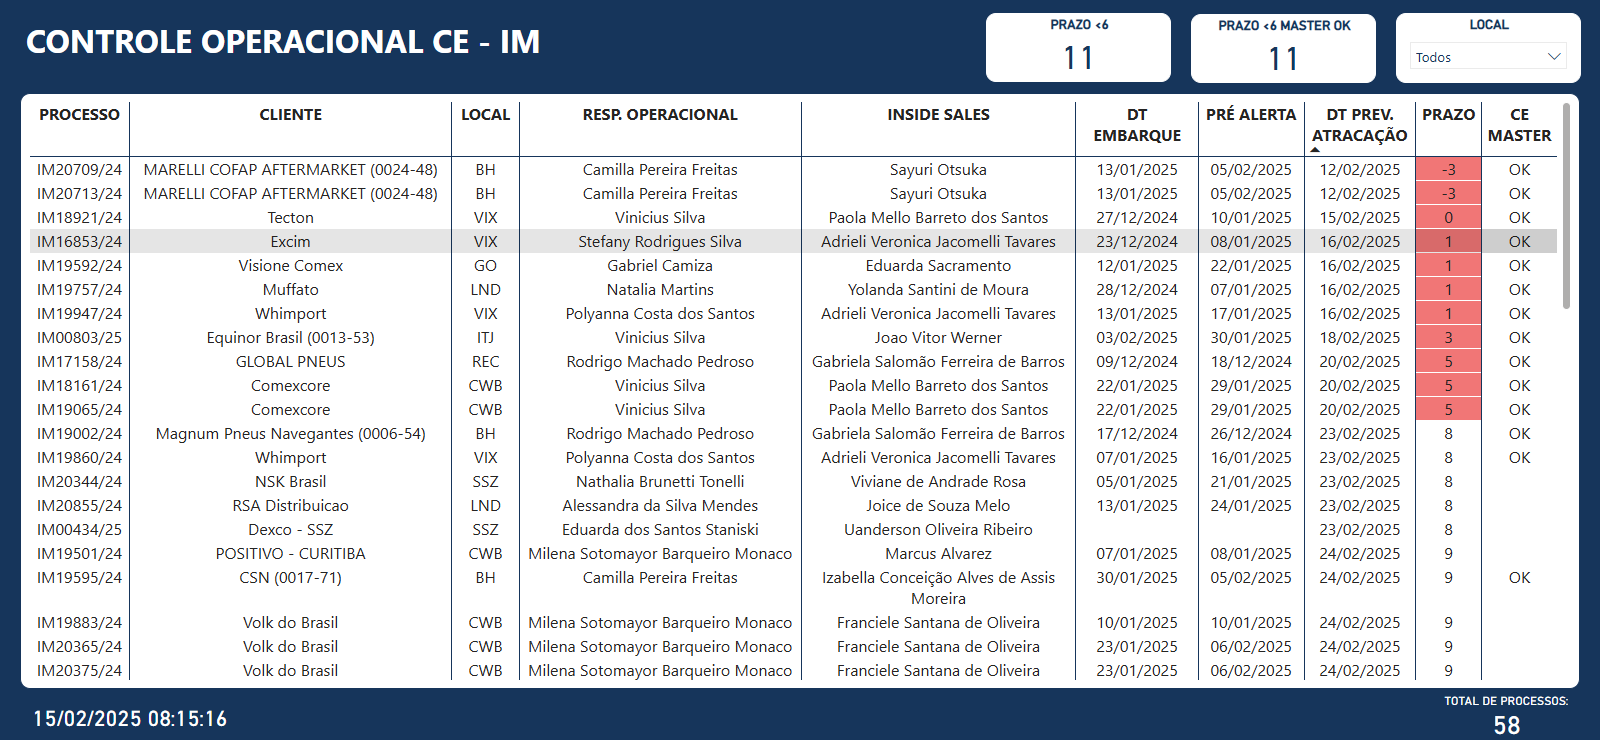 CONTROLE OPERACIONAL CE - IM
PRAZO <6
11
PRAZO <6 MASTER OK
11
LOCAL
Todos
PROCESSO CLIENTE LOCAL RESP. OPERACIONAL INSIDE SALES DT EMBARQUE PRÉ ALERTA DT PREV. ATRACAÇÃO PRAZO CE MASTER
IM20709/24 MARELLI COFAP AFTERMARKET (0024-48) BH Camilla Pereira Freitas Sayuri Otsuka 13/01/2025 05/02/2025 12/02/2025 -3 OK
IM20713/24 MARELLI COFAP AFTERMARKET (0024-48) BH Camilla Pereira Freitas Sayuri Otsuka 13/01/2025 05/02/2025 12/02/2025 -3 OK
IM18921/24 Tecton VIX Vinicius Silva Paola Mello Barreto dos Santos 27/12/2024 10/01/2025 15/02/2025 0 OK
IM16853/24 Excim VIX Stefany Rodrigues Silva Adrieli Veronica Jacomelli Tavares 23/12/2024 08/01/2025 16/02/2025 1 OK
IM19592/24 Visione Comex GO Gabriel Camiza Eduarda Sacramento 12/01/2025 22/01/2025 16/02/2025 1 OK
IM19757/24 Muffato LND Natalia Martins Yolanda Santini de Moura 28/12/2024 07/01/2025 16/02/2025 1 OK
IM19947/24 Whimport VIX Polyanna Costa dos Santos Adrieli Veronica Jacomelli Tavares 13/01/2025 17/01/2025 16/02/2025 1 OK
IM00803/25 Equinor Brasil (0013-53) ITJ Vinicius Silva Joao Vitor Werner 03/02/2025 30/01/2025 18/02/2025 3 OK
IM17158/24 GLOBAL PNEUS REC Rodrigo Machado Pedroso Gabriela Salomão Ferreira de Barros 09/12/2024 18/12/2024 20/02/2025 5 OK
IM18161/24 Comexcore CWB Vinicius Silva Paola Mello Barreto dos Santos 22/01/2025 29/01/2025 20/02/2025 5 OK
IM19065/24 Comexcore CWB Vinicius Silva Paola Mello Barreto dos Santos 22/01/2025 29/01/2025 20/02/2025 5 OK
IM19002/24 Magnum Pneus Navegantes (0006-54) BH Rodrigo Machado Pedroso Gabriela Salomão Ferreira de Barros 17/12/2024 26/12/2024 23/02/2025 8 OK
IM19860/24 Whimport VIX Polyanna Costa dos Santos Adrieli Veronica Jacomelli Tavares 07/01/2025 16/01/2025 23/02/2025 8 OK
IM20344/24 NSK Brasil SSZ Nathalia Brunetti Tonelli Viviane de Andrade Rosa 05/01/2025 21/01/2025 23/02/2025 8
IM20855/24 RSA Distribuicao LND Alessandra da Silva Mendes Joice de Souza Melo 13/01/2025 24/01/2025 23/02/2025 8
IM00434/25 Dexco - SSZ SSZ Eduarda dos Santos Staniski Uanderson Oliveira Ribeiro 23/02/2025 8
IM19501/24 POSITIVO - CURITIBA CWB Milena Sotomayor Barqueiro Monaco Marcus Alvarez 07/01/2025 08/01/2025 24/02/2025 9
IM19595/24 CSN (0017-71) BH Camilla Pereira Freitas Izabella Conceição Alves de Assis Moreira 30/01/2025 05/02/2025 24/02/2025 9 OK
IM19883/24 Volk do Brasil CWB Milena Sotomayor Barqueiro Monaco Franciele Santana de Oliveira 10/01/2025 10/01/2025 24/02/2025 9
IM20365/24 Volk do Brasil CWB Milena Sotomayor Barqueiro Monaco Franciele Santana de Oliveira 23/01/2025 06/02/2025 24/02/2025 9
IM20375/24 Volk do Brasil CWB Milena Sotomayor Barqueiro Monaco Franciele Santana de Oliveira 23/01/2025 06/02/2025 24/02/2025 9
15/02/2025 08:15:16
TOTAL DE PROCESSOS:
58